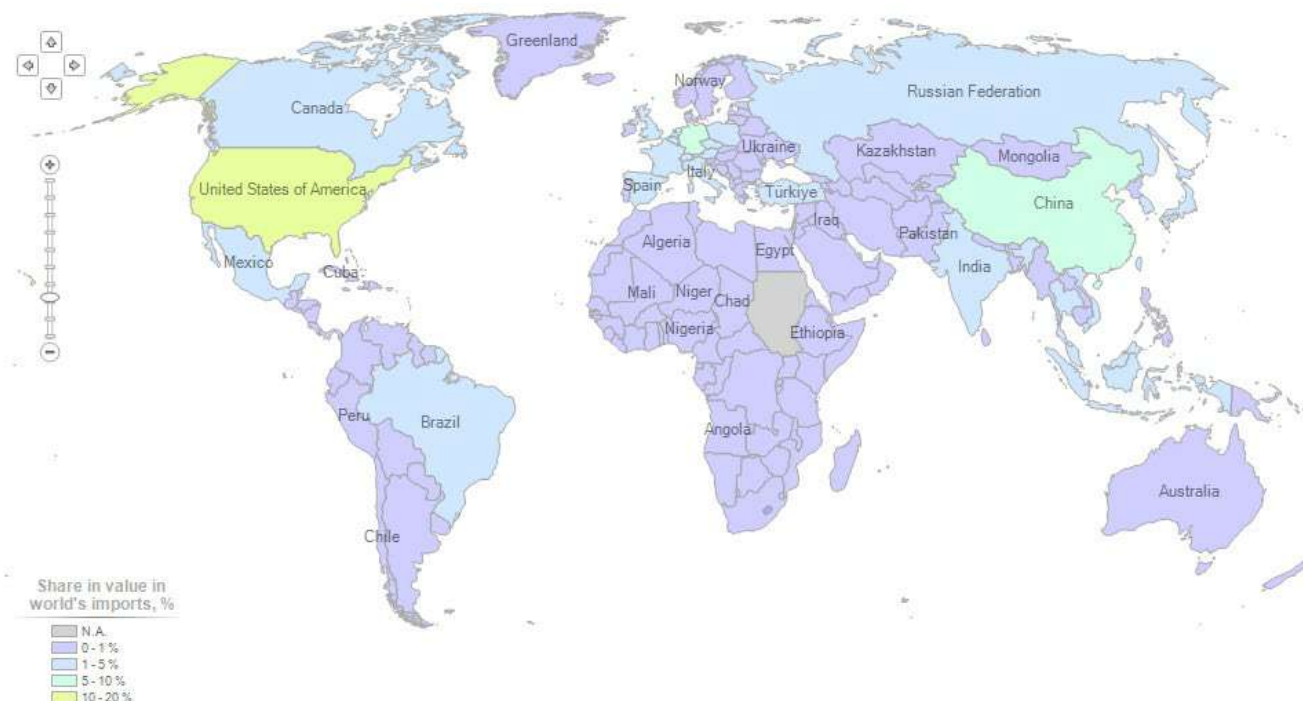 Greenland
Norway
Russian Federation
Canada
Ukraine
Kazakhstan
Mongolia
Italy
United States of America
Spain
Türkiye
China
Iraq
Pakistan
Algeria
Egypt
Mexico
India
Cuba
Mali
Niger
Chad
Nigeria
Ethiopia
Peru
Brazil
Angola
Australia
Chile
Share in value in
world's imports, %
N.A.
0 - 1 %
1 - 5 %
5 - 10 %
10 - 20 %